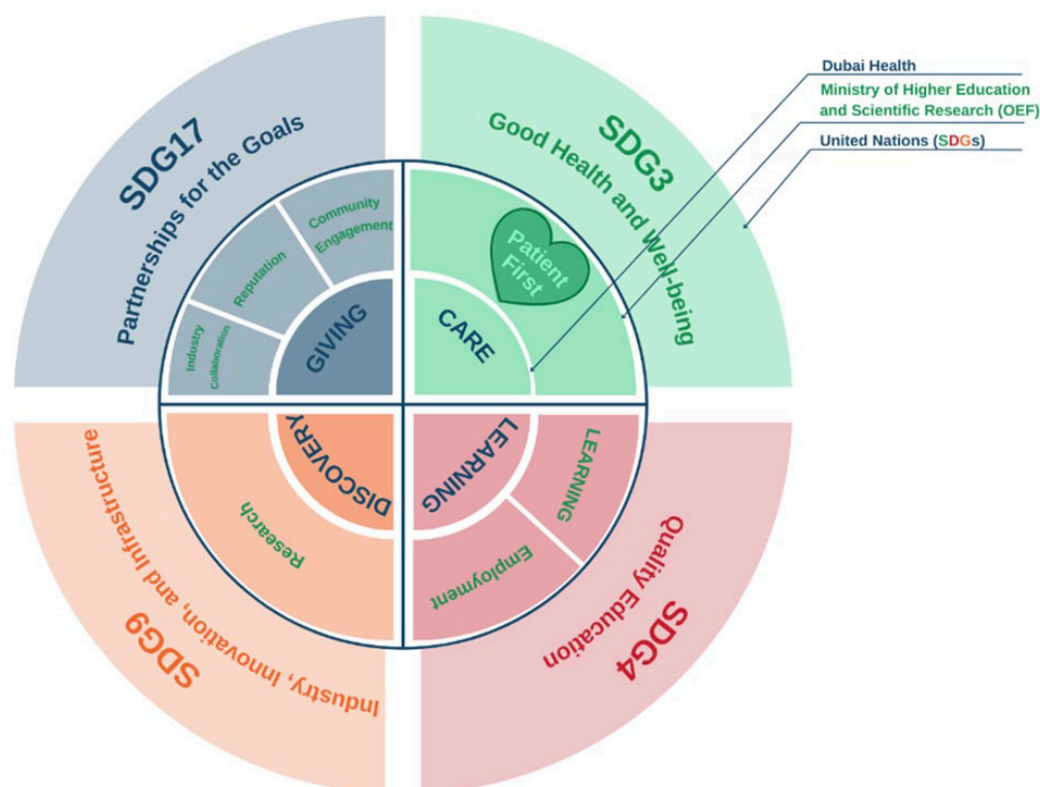 Dubai Health
Ministry of Higher Education
and Scientific Research (OEF)
United Nations (SDGs)
SDG17
Partnerships for the Goals
SDG3
Good Health and Well-being
Community
Engagement
Reputation
Industry
Collaboration
GIVING
Patient
First
CARE
DISCOVERY
Research
LEARNING
LEARNING
Employment
Industry, Innovation, and Infrastructure
SDG9
Quality Education
SDG4